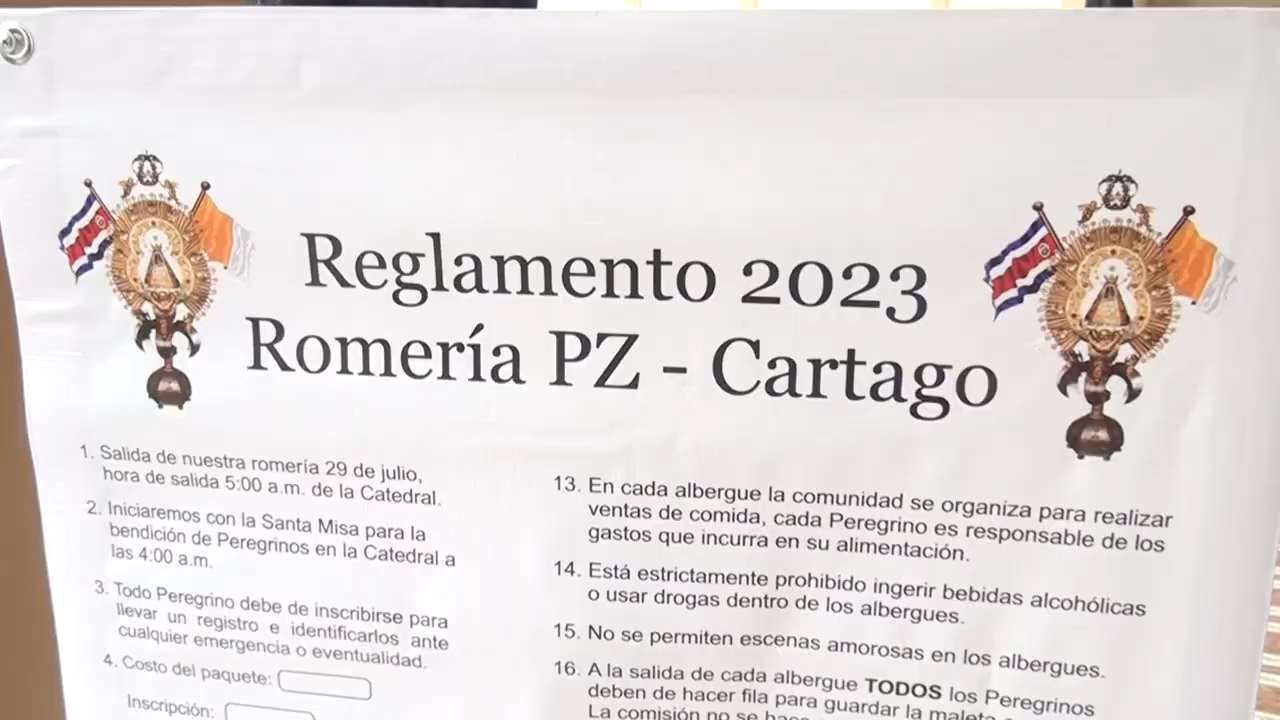 Reglamento 2023
Romería PZ - Cartago
1. Salida de nuestra romería 29 de julio,
hora de salida 5:00 a.m. de la Catedral.
2. Iniciaremos con la Santa Misa para la
bendición de Peregrinos en la Catedral a
las 4:00 a.m.
3. Todo Peregrino debe de inscribirse para
llevar un registro e identificarlos ante
cualquier emergencia o eventualidad.
4. Costo del paquete:
Inscripción:
13. En cada albergue la comunidad se organiza para realizar
ventas de comida, cada Peregrino es responsable de los
gastos que incurra en su alimentación.
14. Está estrictamente prohibido ingerir bebidas alcohólicas
o usar drogas dentro de los albergues.
15. No se permiten escenas amorosas en los albergues.
16. A la salida de cada albergue TODOS los Peregrinos
deben de hacer fila para guardar la maleta
La comisión no se